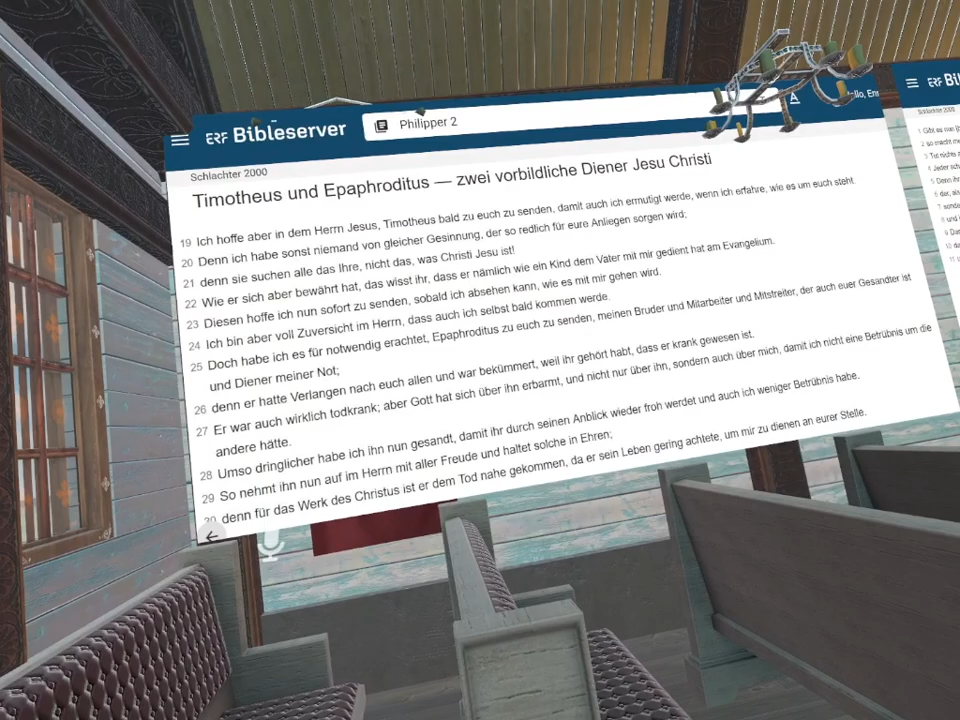 ERF Bibleserver
Philipper 2
Schlachter 2000
Timotheus und Epaphroditus — zwei vorbildliche Diener Jesu Christi
19 Ich hoffe aber in dem Herrn Jesus, Timotheus bald zu euch zu senden, damit auch ich ermutigt werde, wenn ich erfahre, wie es um euch steht.
20 Denn ich habe sonst niemand von gleicher Gesinnung, der so redlich für eure Anliegen sorgen wird;
21 denn sie suchen alle das Ihre, nicht das, was Christi Jesu ist!
22 Wie er sich aber bewährt hat, das wisst ihr, dass er nämlich wie ein Kind dem Vater mit mir gedient hat am Evangelium.
23 Diesen hoffe ich nun sofort zu senden, sobald ich absehen kann, wie es mit mir gehen wird.
24 Ich bin aber voll Zuversicht im Herrn, dass auch ich selbst bald kommen werde.
25 Doch habe ich es für notwendig erachtet, Epaphroditus zu euch zu senden, meinen Bruder und Mitarbeiter und Mitstreiter, der auch euer Gesandter ist
und Diener meiner Not;
26 denn er hatte Verlangen nach euch allen und war bekümmert, weil ihr gehört habt, dass er krank gewesen ist.
27 Er war auch wirklich todkrank; aber Gott hat sich über ihn erbarmt, und nicht nur über ihn, sondern auch über mich, damit ich nicht eine Betrübnis um die
andere hätte.
28 Umso dringlicher habe ich ihn nun gesandt, damit ihr durch seinen Anblick wieder froh werdet und auch ich weniger Betrübnis habe.
29 So nehmt ihn nun auf im Herrn mit aller Freude und haltet solche in Ehren;
30 denn für das Werk des Christus ist er dem Tod nahe gekommen, da er sein Leben gering achtete, um mir zu dienen an eurer Stelle.
ERF
Schlachter 2000